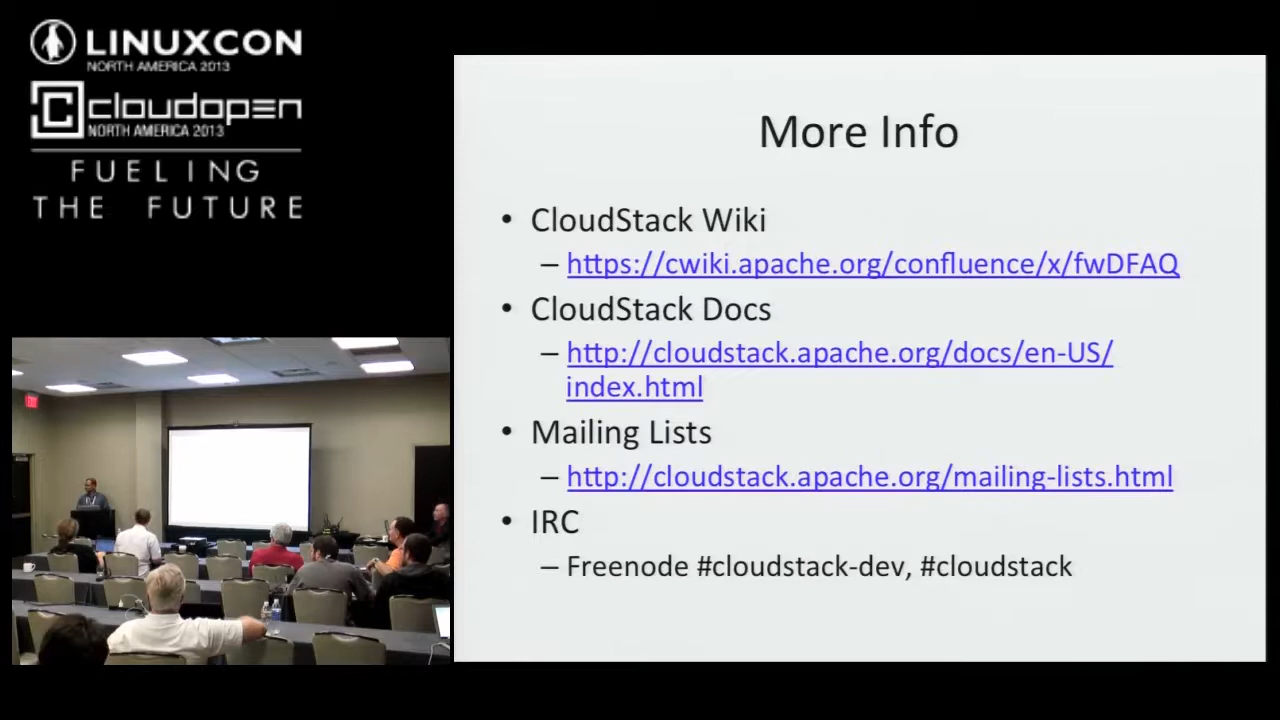 LINUXCON
NORTH AMERICA 2013
cloudopen
NORTH AMERICA 2013
FUELING
THE FUTURE
More Info
• CloudStack Wiki
– https://cwiki.apache.org/confluence/x/fwDFAQ
• CloudStack Docs
– http://cloudstack.apache.org/docs/en-US/
index.html
• Mailing Lists
– http://cloudstack.apache.org/mailing-lists.html
• IRC
– Freenode #cloudstack-dev, #cloudstack